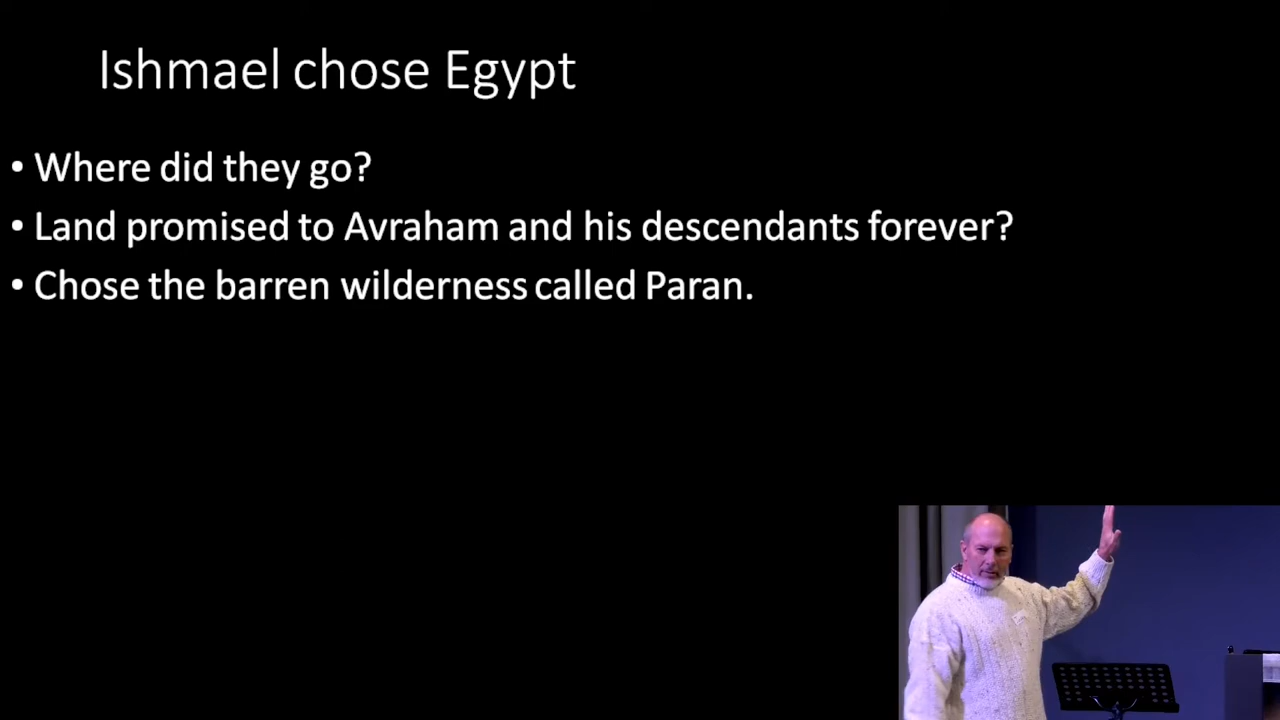 Ishmael chose Egypt
• Where did they go?
• Land promised to Avraham and his descendants forever?
• Chose the barren wilderness called Paran.